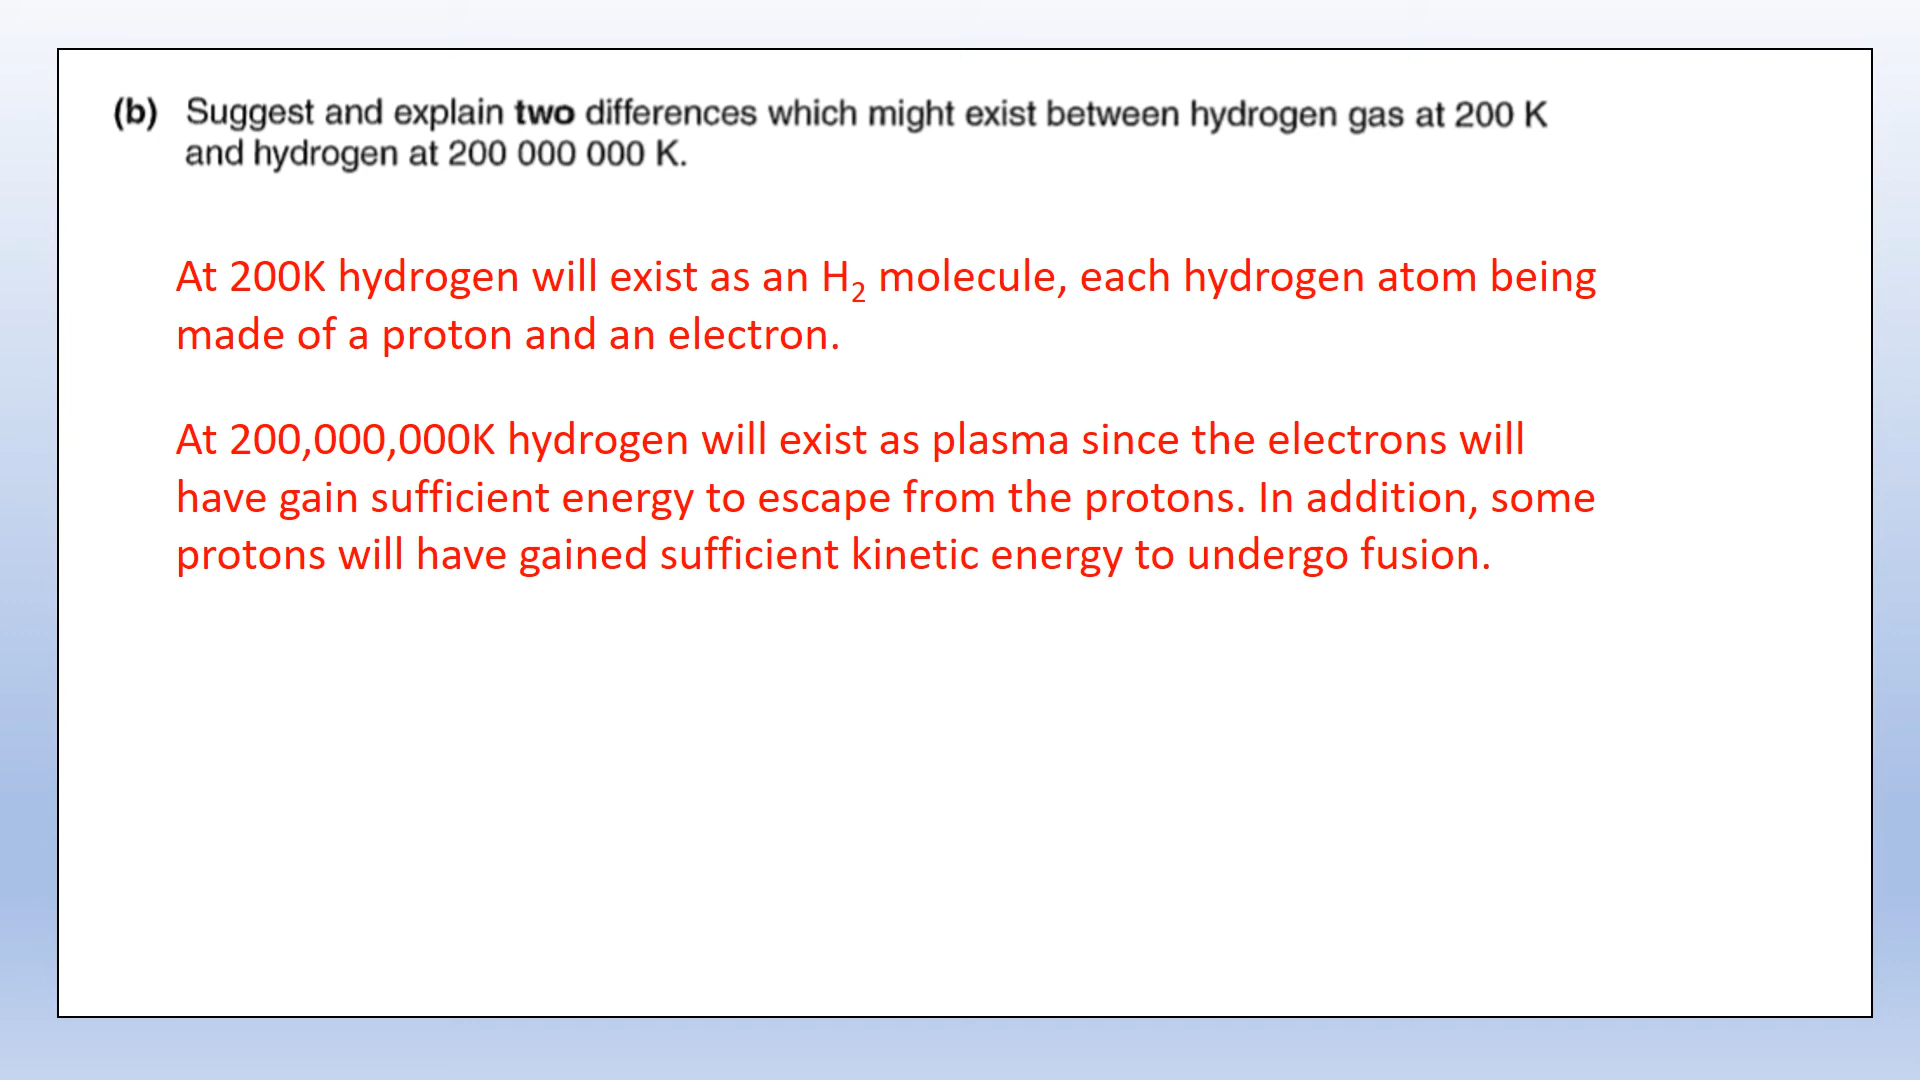 (b) Suggest and explain two differences which might exist between hydrogen gas at 200 K
and hydrogen at 200 000 000 K.
At 200K hydrogen will exist as an H₂ molecule, each hydrogen atom being
made of a proton and an electron.
At 200,000,000K hydrogen will exist as plasma since the electrons will
have gain sufficient energy to escape from the protons. In addition, some
protons will have gained sufficient kinetic energy to undergo fusion.